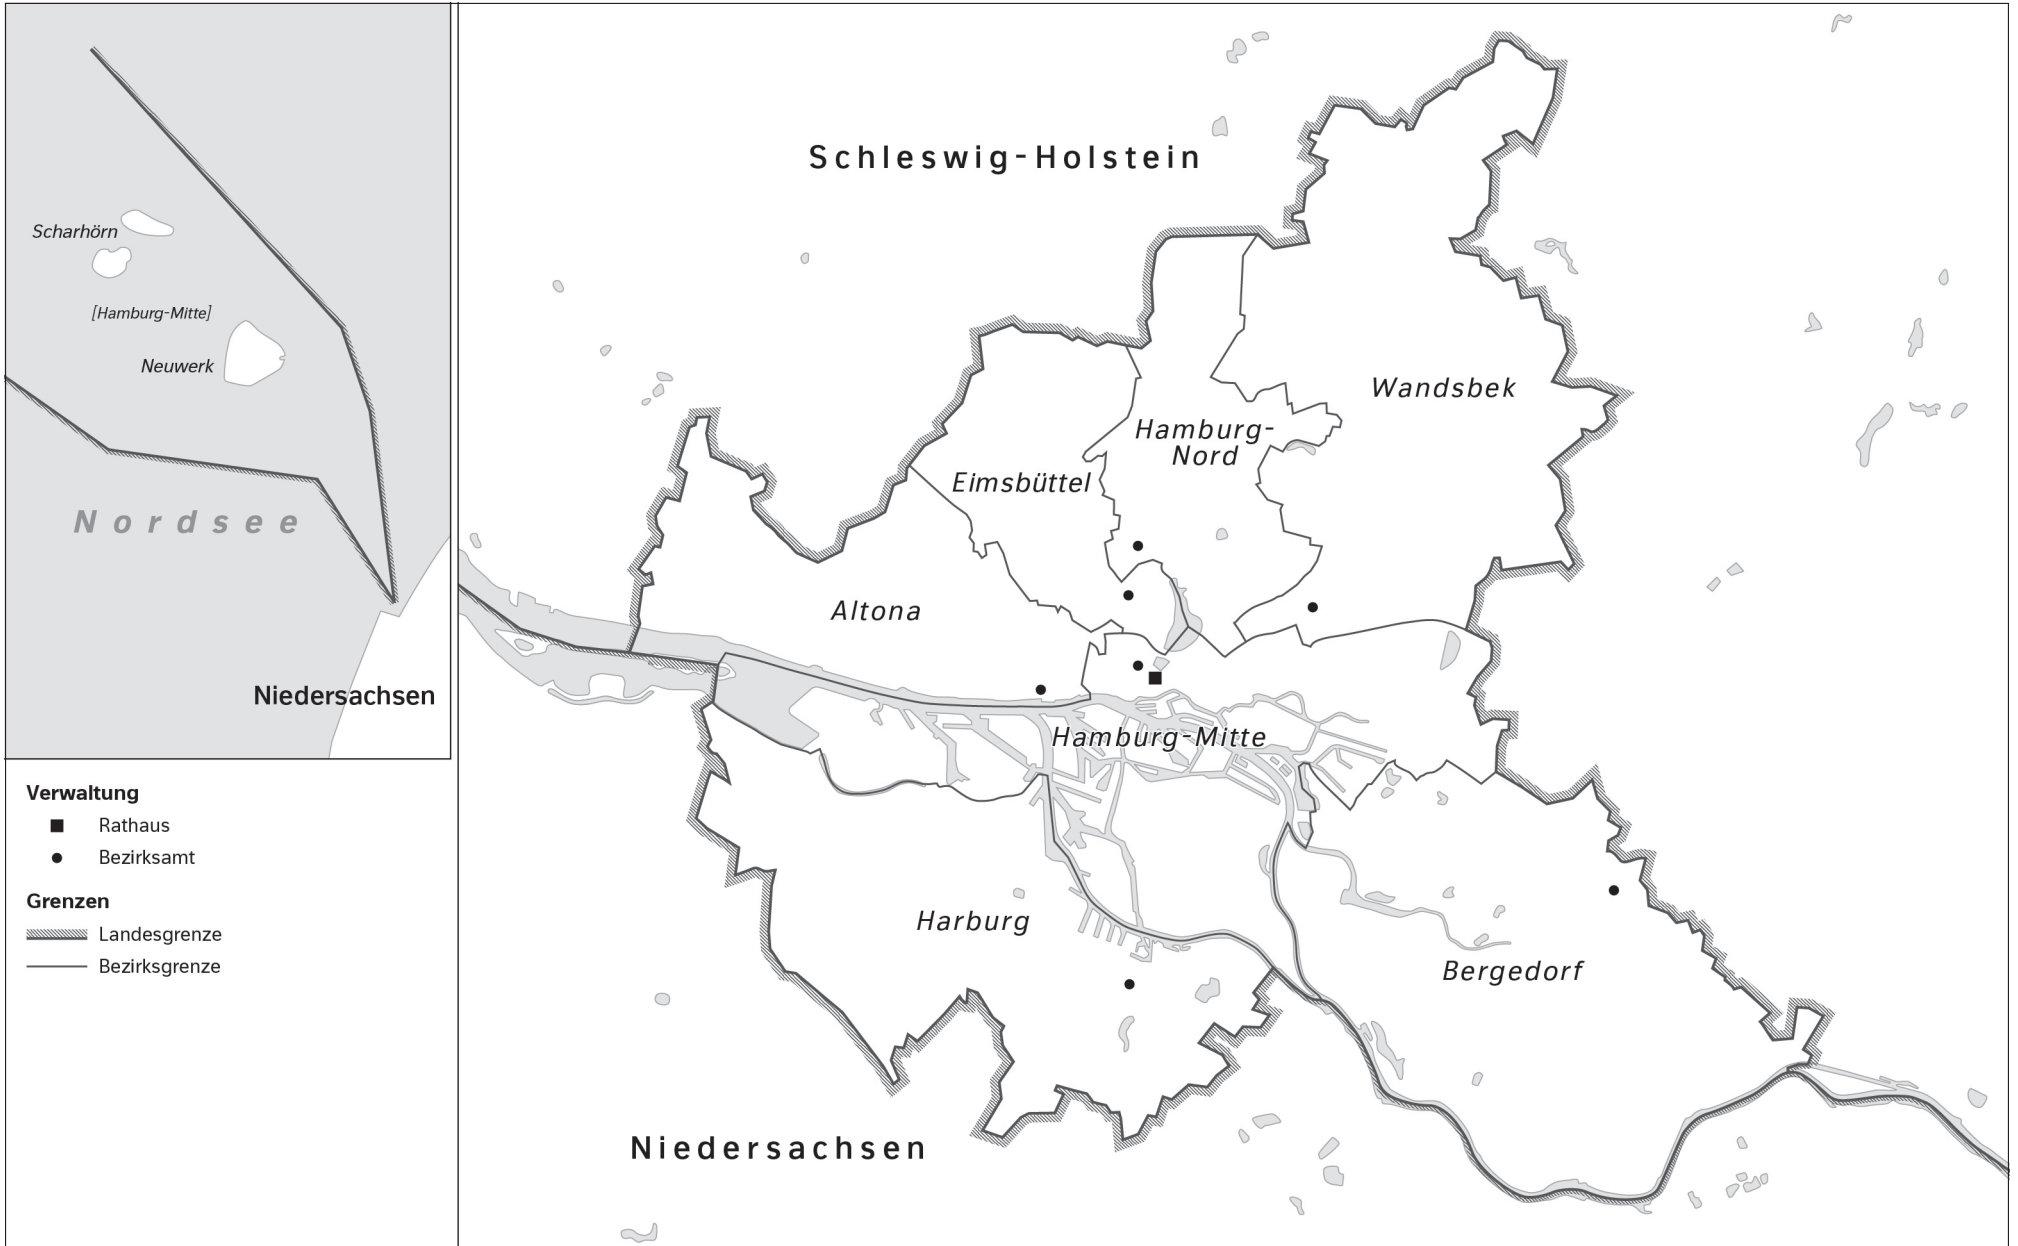 Scharhörn
[Hamburg-Mitte]
Neuwerk
Nordsee
Niedersachsen
Verwaltung
Rathaus
Bezirksamt
Grenzen
Landesgrenze
Bezirksgrenze
Schleswig-Holstein
Wandsbek
Hamburg-
Nord
Eimsbüttel
Altona
Hamburg-Mitte
Harburg
Bergedorf
Niedersachsen